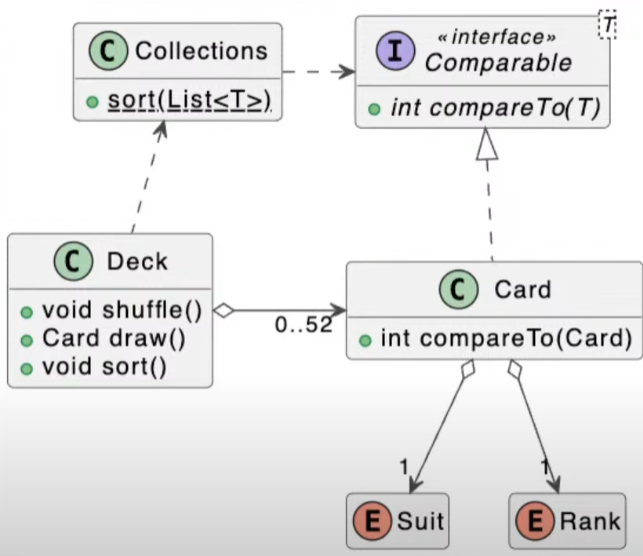 C Collections
sort(List<T>)
T
I «interface»
Comparable
int compareTo(T)
C Deck
void shuffle()
Card draw()
void sort()
0..52
C Card
int compareTo(Card)
1
1
E Suit
E Rank